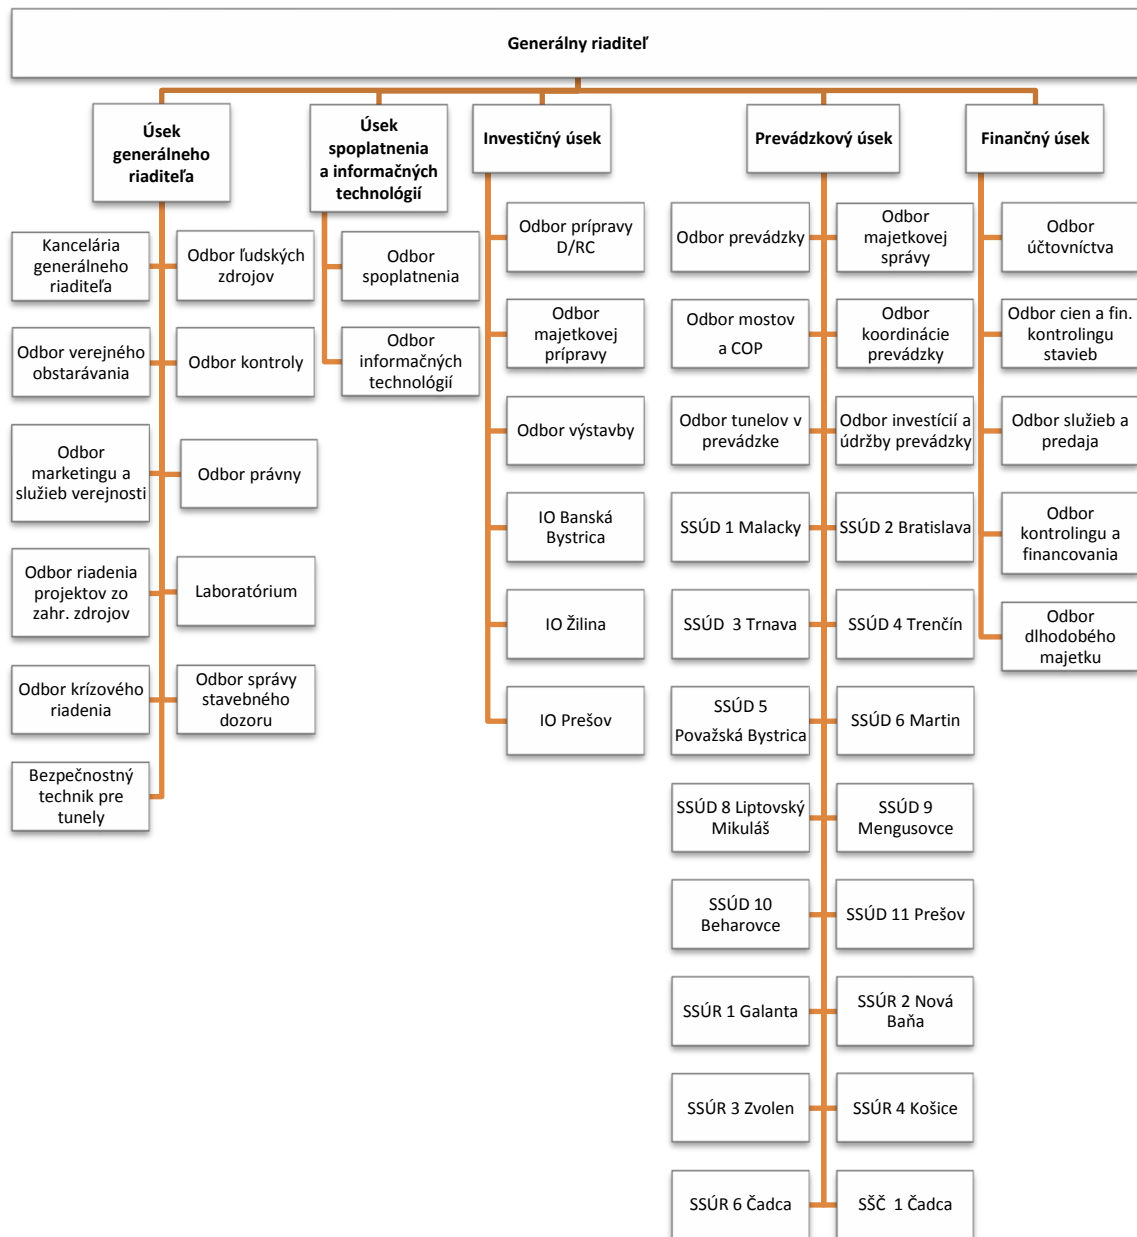 Generálny riaditeľ
Úsek
generálneho
riaditeľa
Úsek
spoplatnenia
a informačných
technológií
Investičný úsek
Prevádzkový úsek
Finančný úsek
Kancelária
generálneho
riaditeľa
Odbor ľudských
zdrojov
Odbor verejného
obstarávania
Odbor kontroly
Odbor
marketingu a
služieb verejnosti
Odbor právny
Odbor riadenia
projektov zo
zahr. zdrojov
Laboratórium
Odbor krízového
riadenia
Odbor správy
stavebného
dozoru
Bezpečnostný
technik pre
tunely
Odbor
spoplatnenia
Odbor
informačných
technológií
Odbor prípravy
D/RC
Odbor
majetkovej
prípravy
Odbor výstavby
IO Banská
Bystrica
IO Žilina
IO Prešov
Odbor prevádzky
Odbor
majetkovej
správy
Odbor mostov
a COP
Odbor
koordinácie
prevádzky
Odbor tunelov v
prevádzke
Odbor investícií a
údržby prevádzky
SSÚD 1 Malacky
SSÚD 2 Bratislava
SSÚD  3 Trnava
SSÚD 4 Trenčín
SSÚD 5
Považská Bystrica
SSÚD 6 Martin
SSÚD 8 Liptovský
Mikuláš
SSÚD 9
Mengusovce
SSÚD 10
Beharovce
SSÚD 11 Prešov
SSÚR 1 Galanta
SSÚR 2 Nová
Baňa
SSÚR 3 Zvolen
SSÚR 4 Košice
SSÚR 6 Čadca
SŠČ  1 Čadca
Odbor
účtovníctva
Odbor cien a fin.
kontrolingu
stavieb
Odbor služieb a
predaja
Odbor
kontrolingu a
financovania
Odbor
dlhodobého
majetku